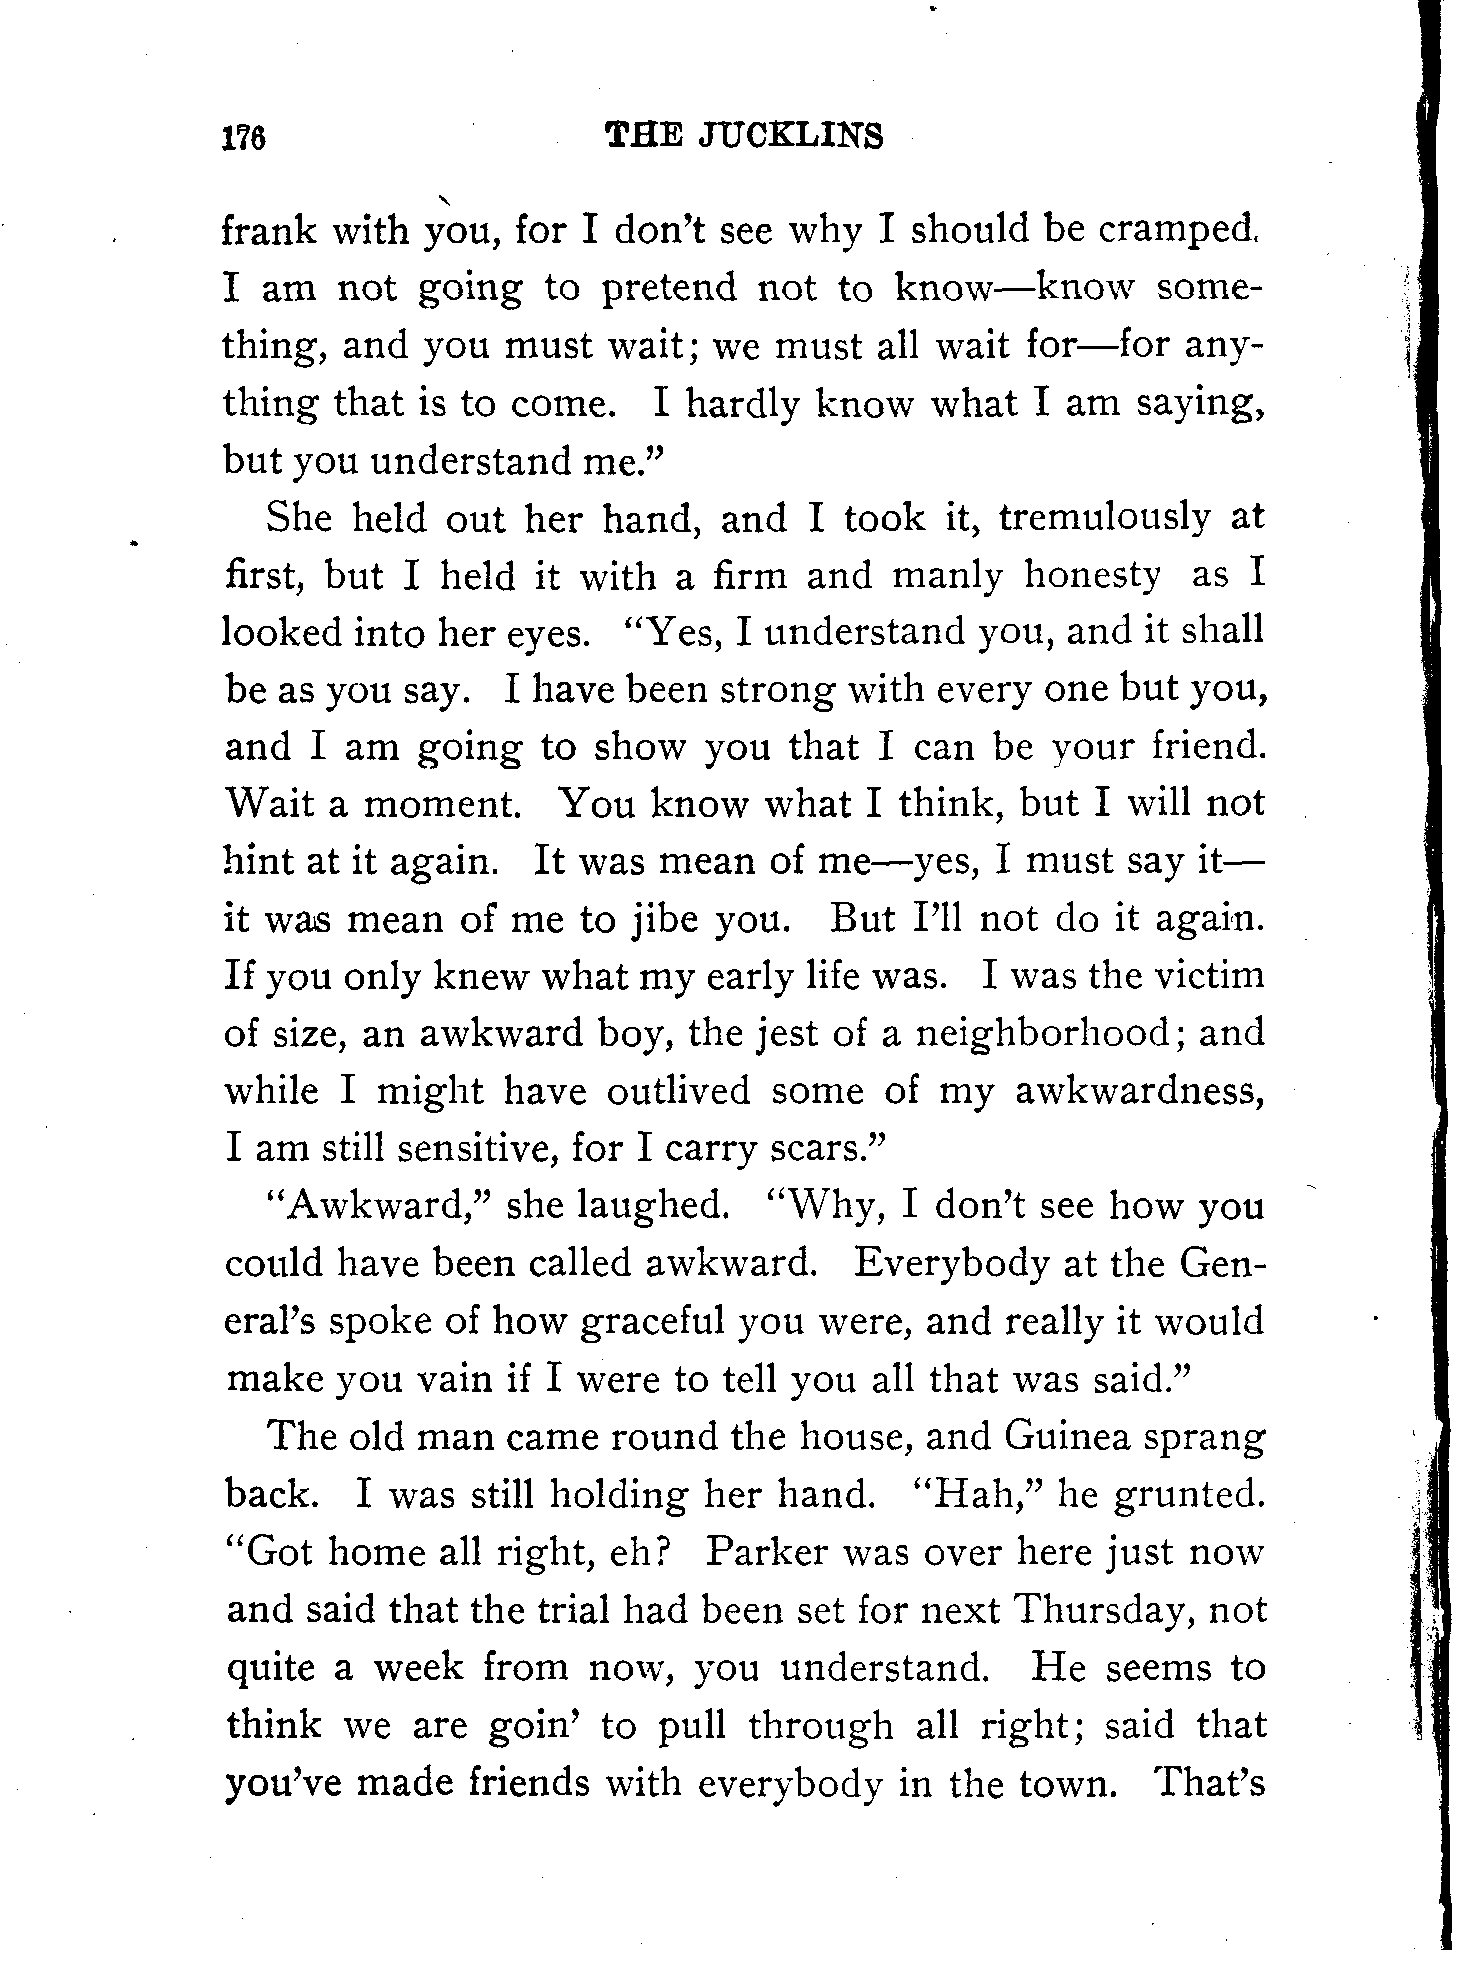 176 THE JUCKLINS
frank with you, for I don't see why I should be cramped.
I am not going to pretend not to know—know some-
thing, and you must wait; we must all wait for—for any-
thing that is to come. I hardly know what I am saying,
but you understand me."
She held out her hand, and I took it, tremulously at
first, but I held it with a firm and manly honesty as I
looked into her eyes. "Yes, I understand you, and it shall
be as you say. I have been strong with every one but you,
and I am going to show you that I can be your friend.
Wait a moment. You know what I think, but I will not
hint at it again. It was mean of me—yes, I must say it—
it was mean of me to jibe you. But I'll not do it again.
If you only knew what my early life was. I was the victim
of size, an awkward boy, the jest of a neighborhood; and
while I might have outlived some of my awkwardness,
I am still sensitive, for I carry scars."
"Awkward," she laughed. "Why, I don't see how you
could have been called awkward. Everybody at the Gen-
eral's spoke of how graceful you were, and really it would
make you vain if I were to tell you all that was said."
The old man came round the house, and Guinea sprang
back. I was still holding her hand. "Hah," he grunted.
"Got home all right, eh? Parker was over here just now
and said that the trial had been set for next Thursday, not
quite a week from now, you understand. He seems to
think we are goin' to pull through all right; said that
you've made friends with everybody in the town. That's